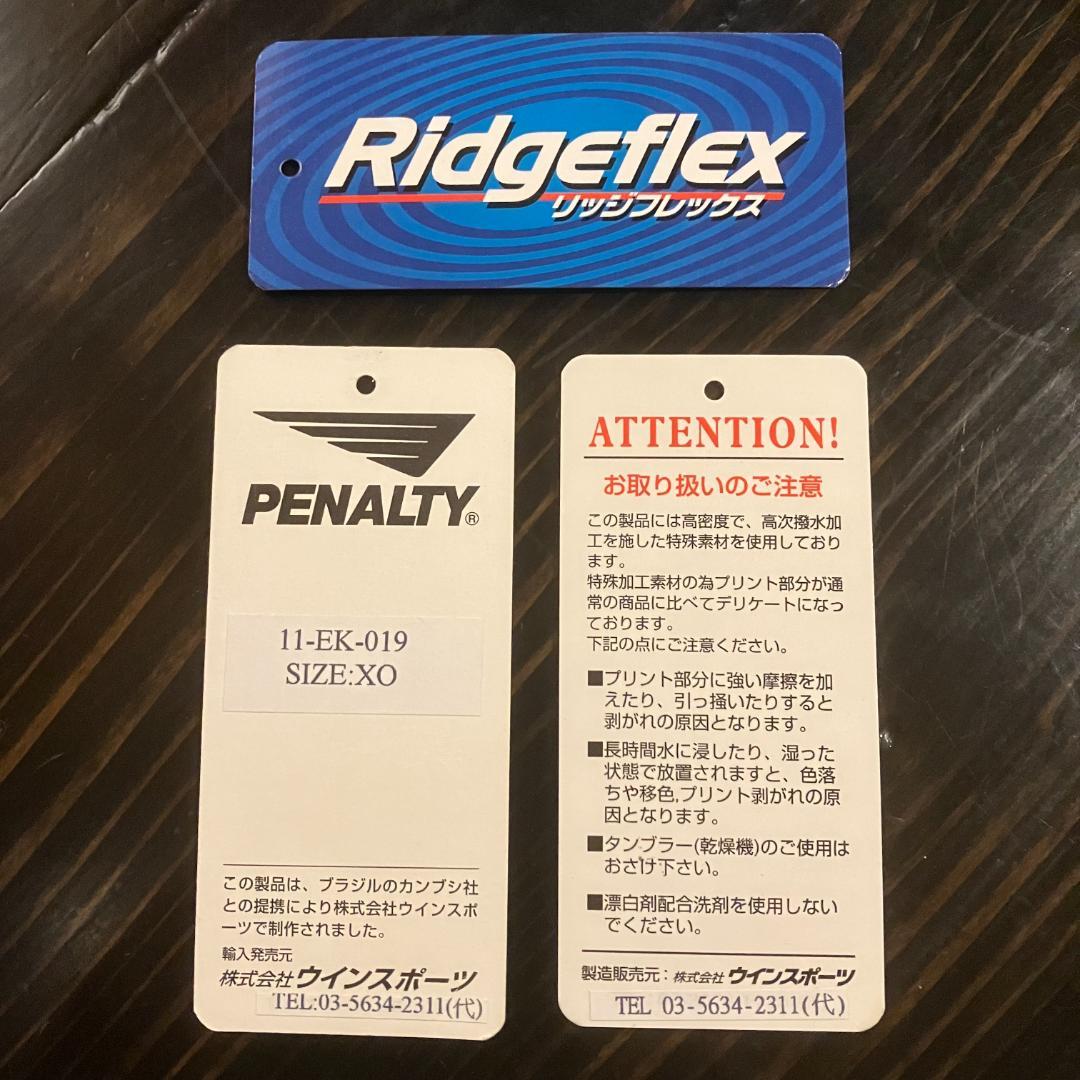 Ridgeflex
リッジフレックス
PENALTY®
11-EK-019
SIZE:XO
この製品は、ブラジルのカンブシ社
との提携により株式会社ウインスポ
ーツで制作されました。
輸入発売元
株式会社ウインスポーツ
TEL:03-5634-2311(代)
ATTENTION!
お取り扱いのご注意
この製品には高密度で、高次撥水加
工を施した特殊素材を使用しており
ます。
特殊加工素材の為プリント部分が通
常の商品に比べてデリケートになっ
ております。
下記の点にご注意ください。
■プリント部分に強い摩擦を加
えたり、引っ掻いたりすると
剥がれの原因となります。
■長時間水に浸したり、湿った
状態で放置されますと、色落
ちや移色,プリント剥がれの原
因となります。
■タンブラー(乾燥機)のご使用は
おさけ下さい。
■漂白剤配合洗剤を使用しない
でください。
製造販売元：株式会社ウインスポーツ
TEL 03-5634-2311(代)